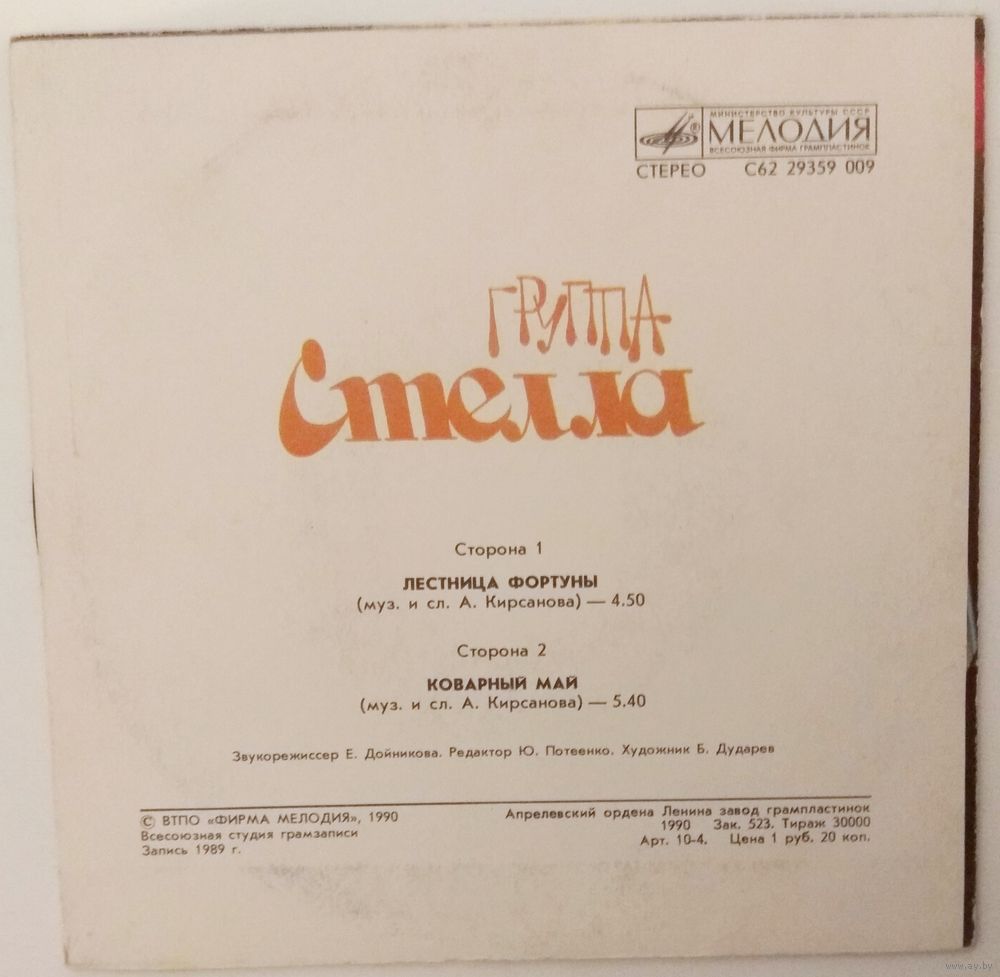 МИНИСТЕРСТВО КУЛЬТУРЫ СССР
МЕЛОДИЯ
ВСЕСОЮЗНАЯ ФИРМА ГРАМПЛАСТИНОК
СТЕРЕО С62 29359 009
ГРУППА
Стелла
Сторона 1
ЛЕСТНИЦА ФОРТУНЫ
(муз. и сл. А. Кирсанова) — 4.50
Сторона 2
КОВАРНЫЙ МАЙ
(муз. и сл. А. Кирсанова) — 5.40
Звукорежиссер Е. Дойникова. Редактор Ю. Потеенко. Художник Б. Дударев
© ВТПО «ФИРМА МЕЛОДИЯ», 1990
Всесоюзная студия грамзаписи
Запись 1989 г.
Апрелевский ордена Ленина завод грампластинок
1990 Зак. 523. Тираж 30000
Арт. 10-4. Цена 1 руб. 20 коп.
www.ay.by